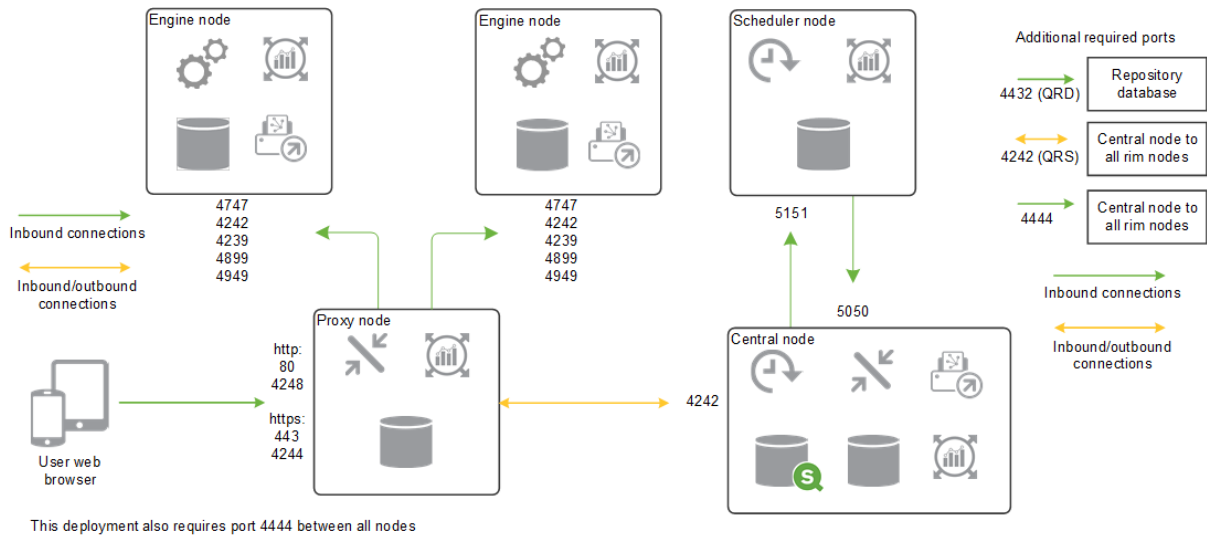 Engine node
Engine node
Scheduler node
Additional required ports
4432 (QRD)
Repository
database
4242 (QRS)
Central node to
all rim nodes
4444
Central node to
all rim nodes
Inbound connections
Inbound/outbound
connections
4747
4242
4239
4899
4949
4747
4242
4239
4899
4949
5151
5050
Inbound connections
Inbound/outbound
connections
User web
browser
http:
80
4248
https:
443
4244
Proxy node
4242
Central node
S
This deployment also requires port 4444 between all nodes